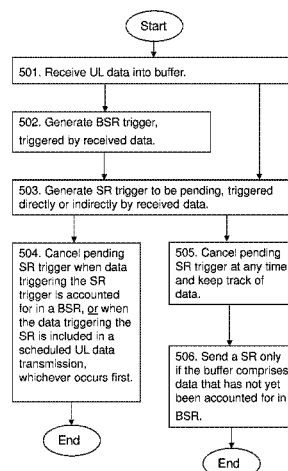 Start
501. Receive UL data into buffer.
502. Generate BSR trigger,
triggered by received data.
503. Generate SR trigger to be pending, triggered
directly or indirectly by received data.
504. Cancel pending
SR trigger when data
triggering the SR
trigger is accounted
for in a BSR, or when
the data triggering the
SR is included in a
scheduled UL data
transmission,
whichever occurs first.
505. Cancel pending
SR trigger at any time
and keep track of
data.
506. Send a SR only
if the buffer comprises
data that has not yet
been accounted for in
BSR.
End
End